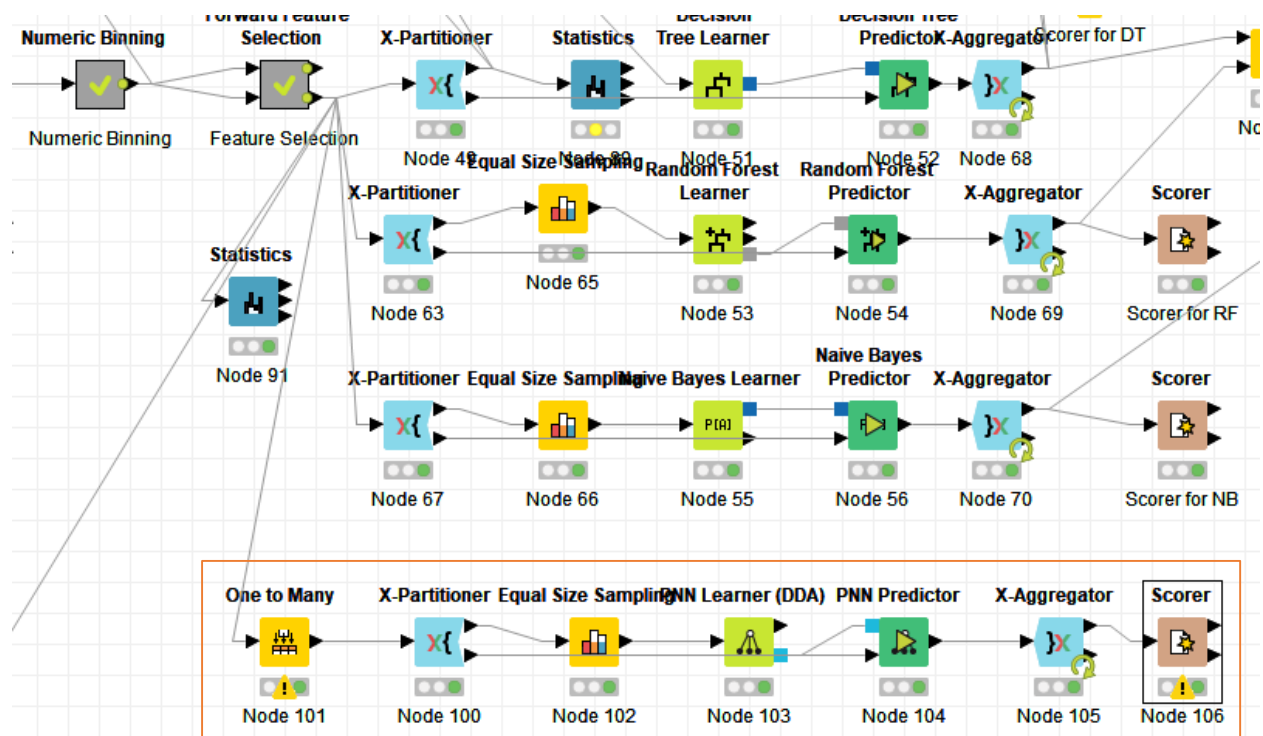 Forward Feature
Selection
Decision
Tree Learner
Decision Tree
Predictor
Numeric Binning
X-Partitioner
Statistics
X-Aggregator
Scorer for DT
Numeric Binning
Feature Selection
Node 49
Node 89
Node 51
Node 52
Node 68
No
X-Partitioner
Equal Size Sampling
Random Forest
Learner
Random Forest
Predictor
X-Aggregator
Scorer
Statistics
Node 63
Node 65
Node 53
Node 54
Node 69
Scorer for RF
Node 91
X-Partitioner
Equal Size Sampling
Naive Bayes Learner
Naive Bayes
Predictor
X-Aggregator
Scorer
P[A]
Node 67
Node 66
Node 55
Node 56
Node 70
Scorer for NB
One to Many
X-Partitioner
Equal Size Sampling
PNN Learner (DDA)
PNN Predictor
X-Aggregator
Scorer
Node 101
Node 100
Node 102
Node 103
Node 104
Node 105
Node 106